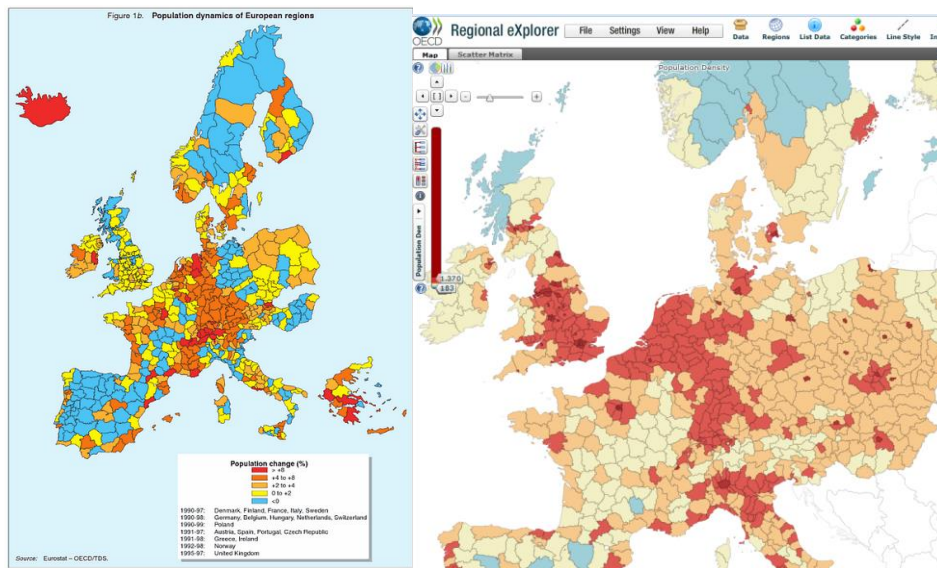 Figure 1b. Population dynamics of European regions
Population change (%)
> +8
+4 to +8
+2 to +4
0 to +2
<0
1990-97: Denmark, Finland, France, Italy, Sweden
1990-98: Germany, Belgium, Hungary, Netherlands, Switzerland
1990-99: Poland
1991-97: Austria, Spain, Portugal, Czech Republic
1991-98: Greece, Ireland
1992-98: Norway
1995-97: United Kingdom
Source: Eurostat – OECD/TDS.
OECD
Regional eXplorer
File Settings View Help
Data Regions List Data Categories Line Style In
Map Scatter Matrix
Population Density
Population Den
1,370
183